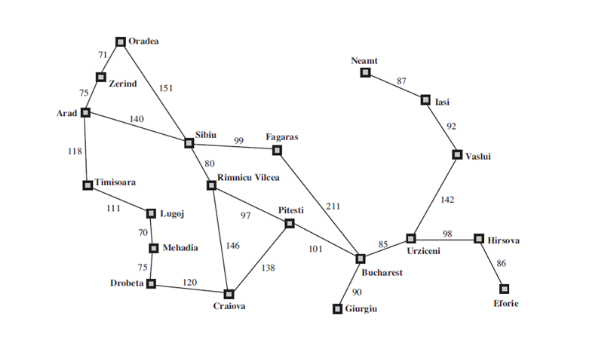 Oradea
71
Neamt
Zerind
87
151
75
Iasi
Arad
140
92
Sibiu
99
Fagaras
118
Vaslui
80
Timisoara
Rimnicu Vilcea
142
111
Lugoj
97
Pitesti
211
70
98
Hirsova
Mehadia
146
101
85
Urziceni
138
86
75
Bucharest
Drobeta
120
90
Craiova
Giurgiu
Eforie